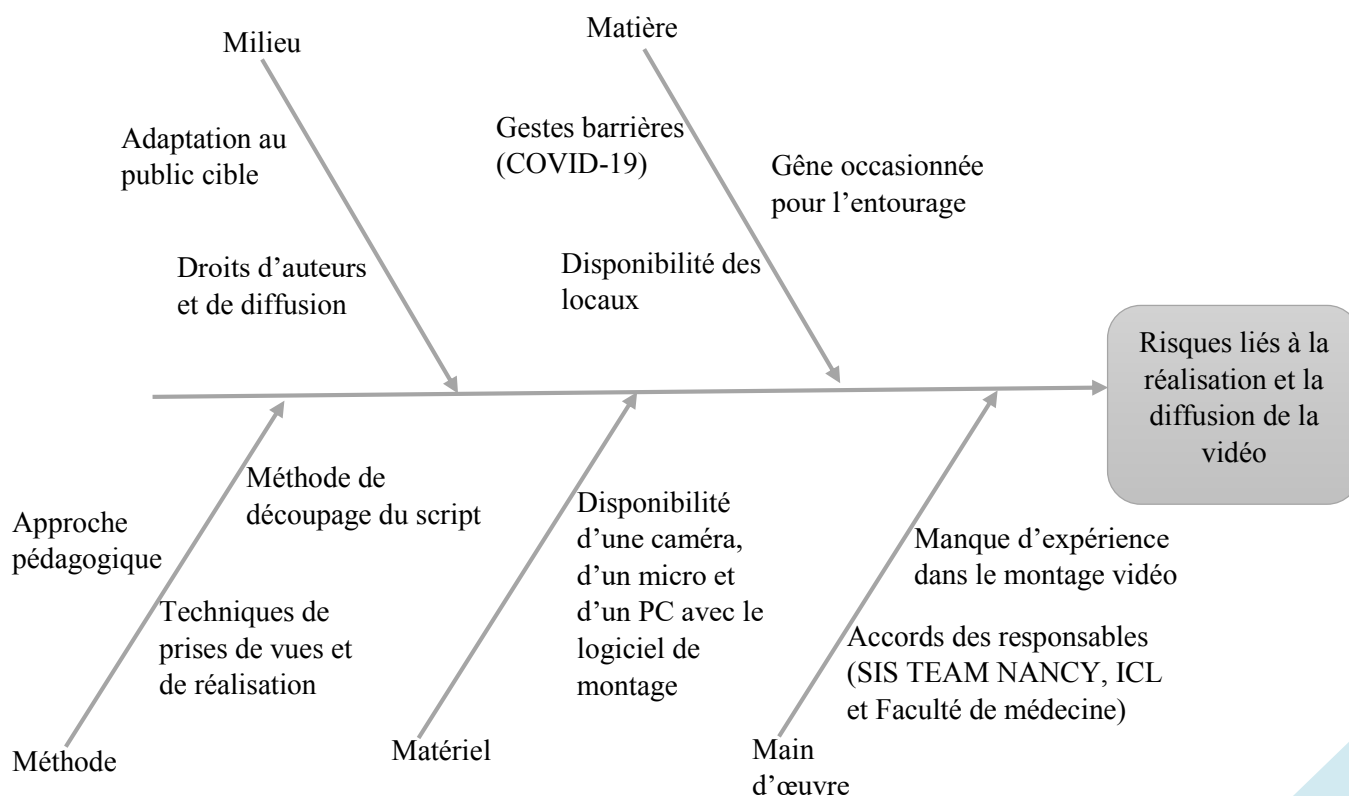 Milieu
Matière
Adaptation au
public cible
Gestes barrières
(COVID-19)
Gêne occasionnée
pour l’entourage
Droits d’auteurs
et de diffusion
Disponibilité des
locaux
Risques liés à la
réalisation et la
diffusion de la
vidéo
Approche
pédagogique
Méthode de
découpage du script
Techniques de
prises de vues et
de réalisation
Disponibilité
d’une caméra,
d’un micro et
d’un PC avec le
logiciel de
montage
Manque d’expérience
dans le montage vidéo
Accords des responsables
(SIS TEAM NANCY, ICL
et Faculté de médecine)
Méthode
Matériel
Main
d’œuvre